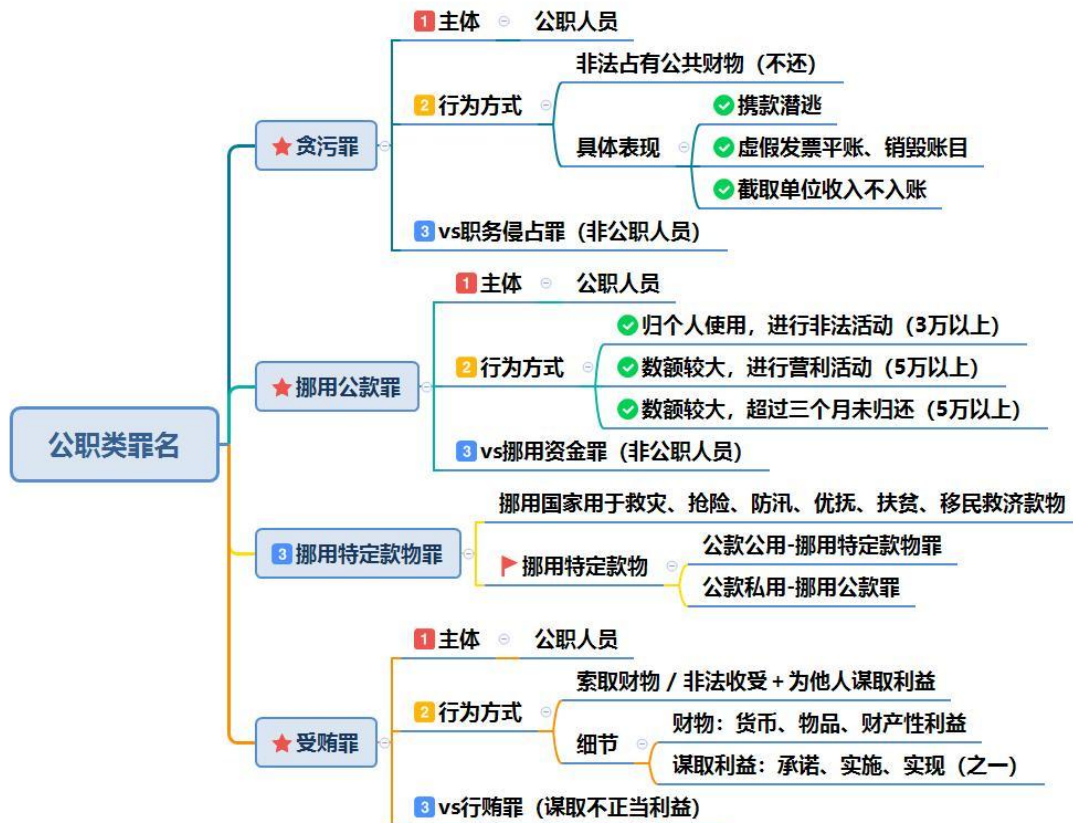 公职类罪名
贪污罪
1 主体
公职人员
2 行为方式
非法占有公共财物（不还）
具体表现
携款潜逃
虚假发票平账、销毁账目
截取单位收入不入账
3 vs职务侵占罪（非公职人员）
挪用公款罪
1 主体
公职人员
2 行为方式
归个人使用，进行非法活动（3万以上）
数额较大，进行营利活动（5万以上）
数额较大，超过三个月未归还（5万以上）
3 vs挪用资金罪（非公职人员）
3 挪用特定款物罪
挪用国家用于救灾、抢险、防汛、优抚、扶贫、移民救济款物
挪用特定款物
公款公用-挪用特定款物罪
公款私用-挪用公款罪
受贿罪
1 主体
公职人员
2 行为方式
索取财物 / 非法收受 + 为他人谋取利益
细节
财物：货币、物品、财产性利益
谋取利益：承诺、实施、实现（之一）
3 vs行贿罪（谋取不正当利益）